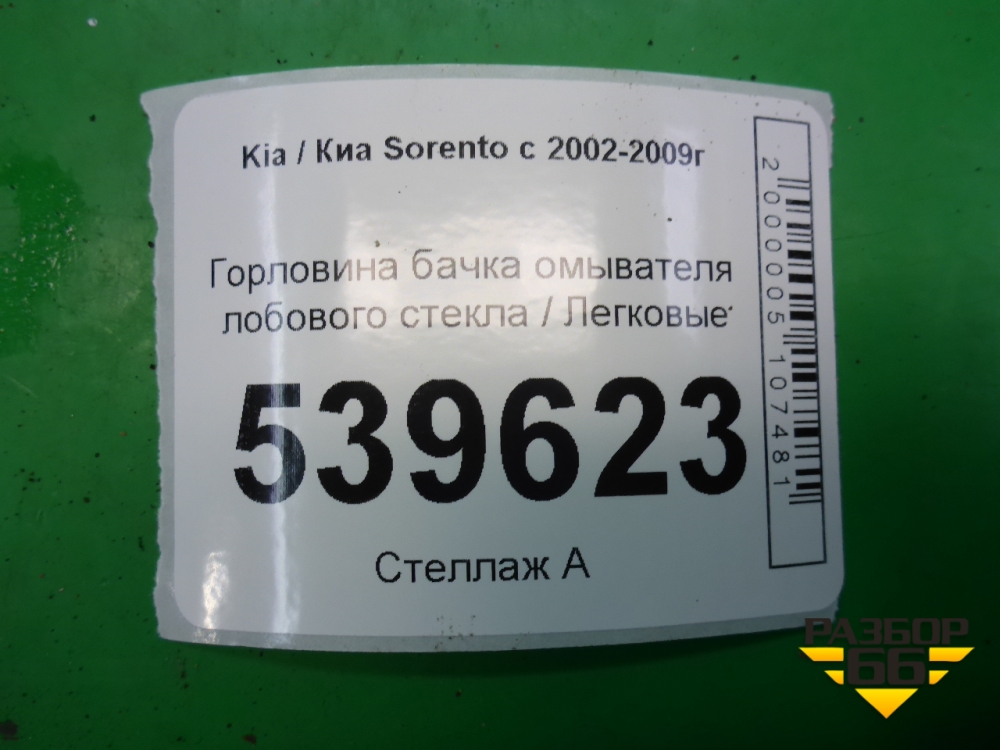 Kia / Киа Sorento с 2002-2009г
Горловина бачка омывателя
лобового стекла / Легковые
539623
Стеллаж А
2000005107481
РАЗБОР
66